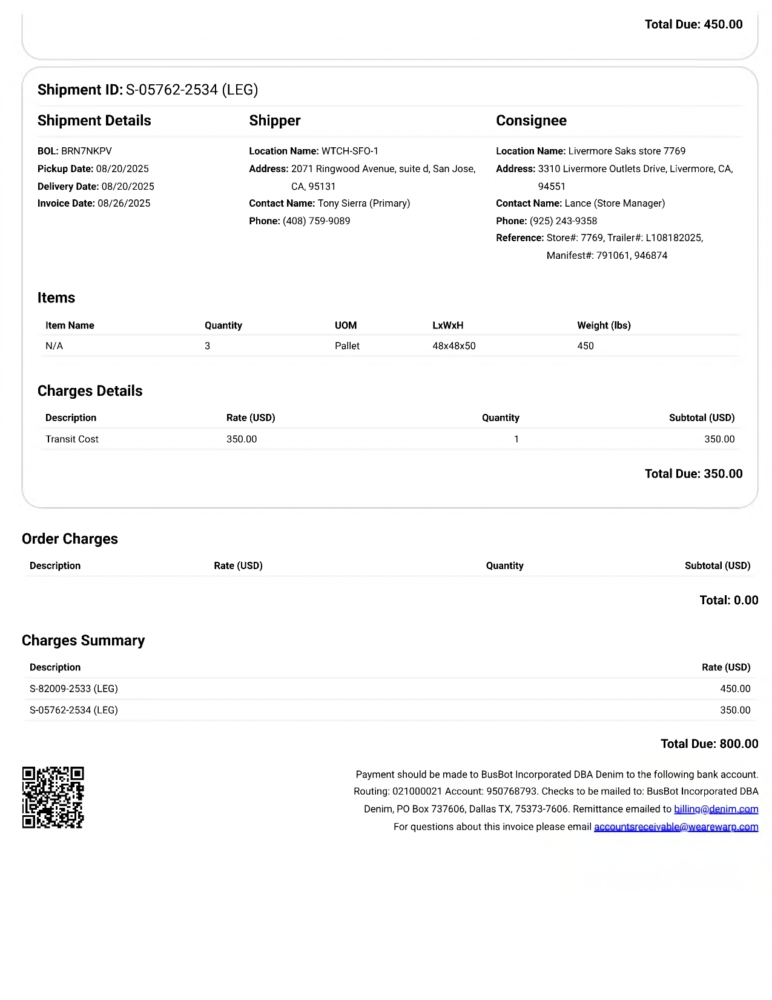 Total Due: 450.00
Shipment ID: S-05762-2534 (LEG)
Shipment Details Shipper Consignee
BOL: BRN7NKPV Location Name: WTCH-SFO-1 Location Name: Livermore Saks store 7769
Pickup Date: 08/20/2025 Address: 2071 Ringwood Avenue, suite d, San Jose, Address: 3310 Livermore Outlets Drive, Livermore, CA,
Delivery Date: 08/20/2025 CA, 95131 94551
Invoice Date: 08/26/2025 Contact Name: Tony Sierra (Primary) Contact Name: Lance (Store Manager)
Phone: (408) 759-9089 Phone: (925) 243-9358
Reference: Store#: 7769, Trailer#: L108182025,
Manifest#: 791061, 946874
Items
Item Name Quantity UOM LxWxH Weight (lbs)
N/A 3 Pallet 48x48x50 450
Charges Details
Description Rate (USD) Quantity Subtotal (USD)
Transit Cost 350.00 1 350.00
Total Due: 350.00
Order Charges
Description Rate (USD) Quantity Subtotal (USD)
Total: 0.00
Charges Summary
Description Rate (USD)
S-82009-2533 (LEG) 450.00
S-05762-2534 (LEG) 350.00
Total Due: 800.00
Payment should be made to BusBot Incorporated DBA Denim to the following bank account.
Routing: 021000021 Account: 950768793. Checks to be mailed to: BusBot Incorporated DBA
Denim, PO Box 737606, Dallas TX, 75373-7606. Remittance emailed to billing@denim.com
For questions about this invoice please email accountsreceivable@wearewarp.com